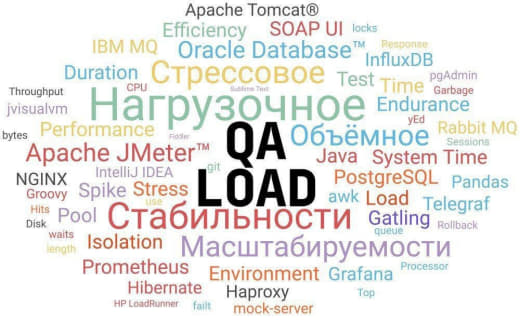 Apache Tomcat®
Efficiency SOAP UI locks
IBM MQ Oracle Database™ Response
InfluxDB
Duration Стрессовое Test Time pgAdmin
Throughput CPU Sublime Text Garbage
jvisualvm Нагрузочное Endurance
yEd
bytes Performance Fiddler QA Объёмное Rabbit MQ
Sessions
Apache JMeter™ Java System Time
git
NGINX IntelliJ IDEA LOAD PostgreSQL Pandas
Groovy Spike Stress awk Load Telegraf
Hits use
Disk Pool Стабильности Gatling Rollback
waits queue
length Isolation Масштабируемости
Prometheus Environment Grafana Processor
Hibernate Haproxy Top
HP LoadRunner failt mock-server